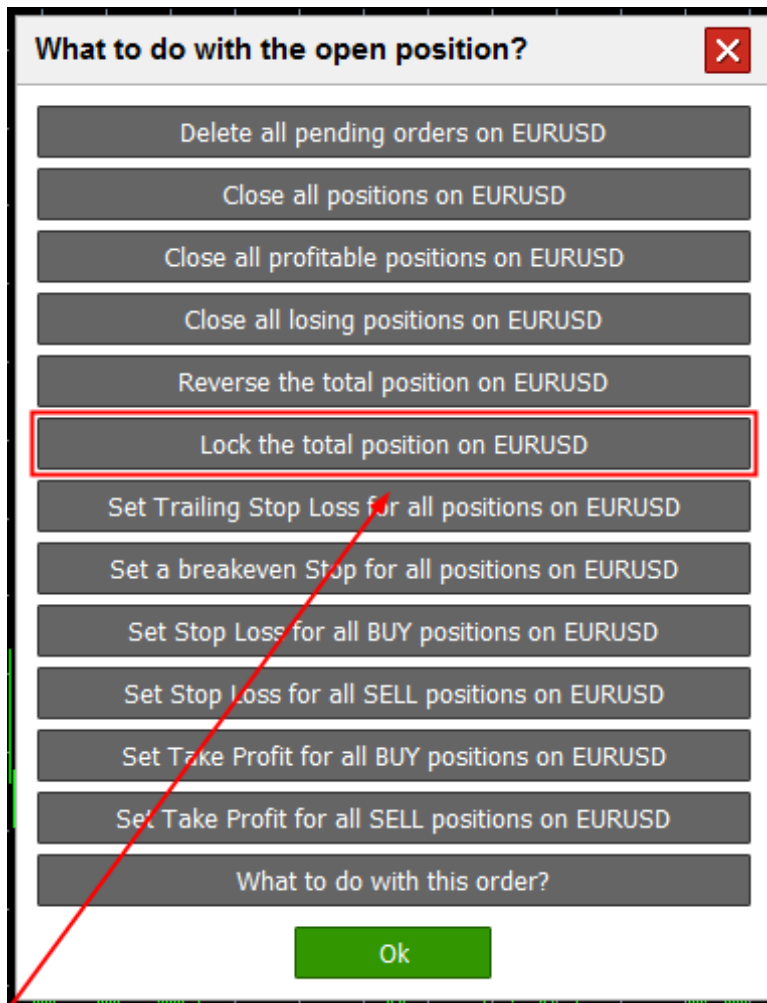 What to do with the open position?
Delete all pending orders on EURUSD
Close all positions on EURUSD
Close all profitable positions on EURUSD
Close all losing positions on EURUSD
Reverse the total position on EURUSD
Lock the total position on EURUSD
Set Trailing Stop Loss for all positions on EURUSD
Set a breakeven Stop for all positions on EURUSD
Set Stop Loss for all BUY positions on EURUSD
Set Stop Loss for all SELL positions on EURUSD
Set Take Profit for all BUY positions on EURUSD
Set Take Profit for all SELL positions on EURUSD
What to do with this order?
Ok